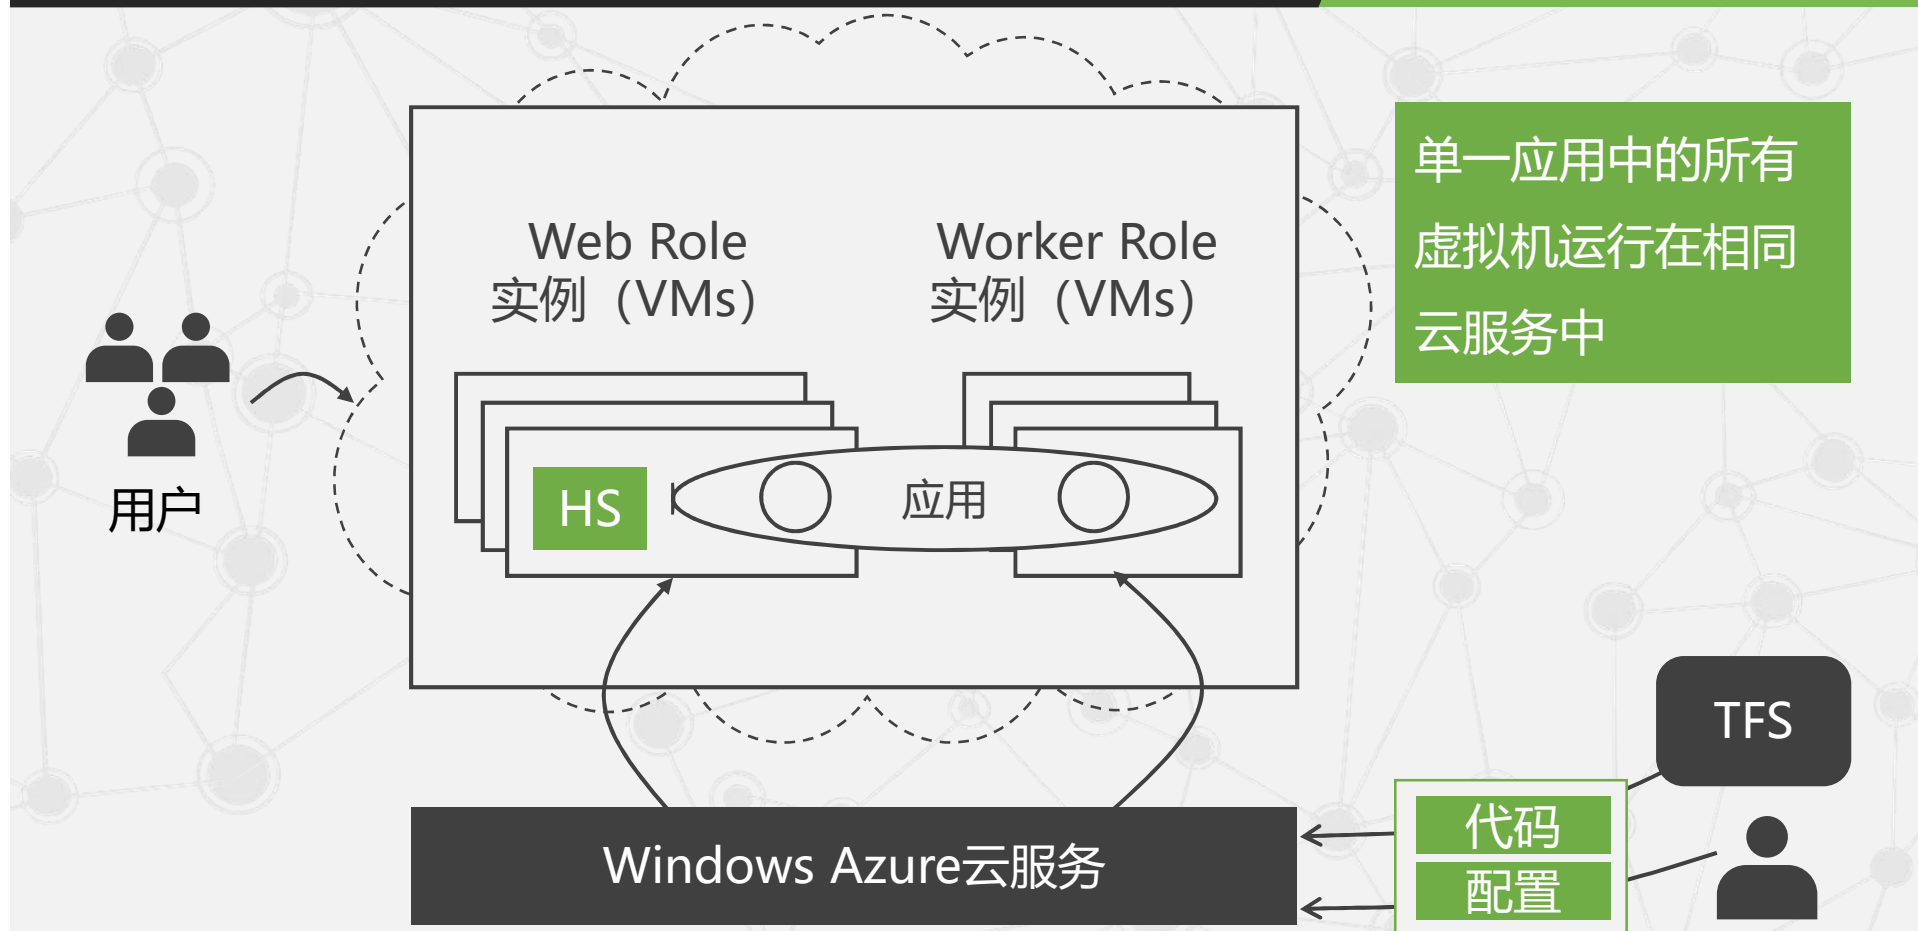 单一应用中的所有
虚拟机运行在相同
云服务中
Web Role
实例（VMs）
Worker Role
实例（VMs）
用户
HS
应用
TFS
代码
配置
Windows Azure云服务